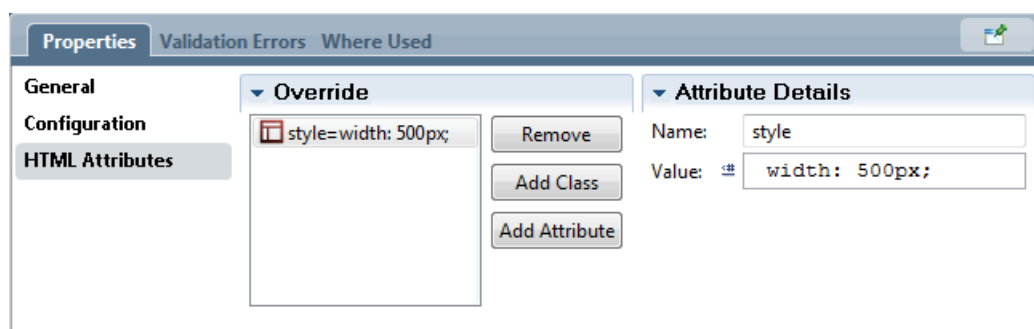 Properties Validation Errors Where Used
General
Configuration
HTML Attributes
Override
style=width: 500px;
Remove
Add Class
Add Attribute
Attribute Details
Name: style
Value: width: 500px;